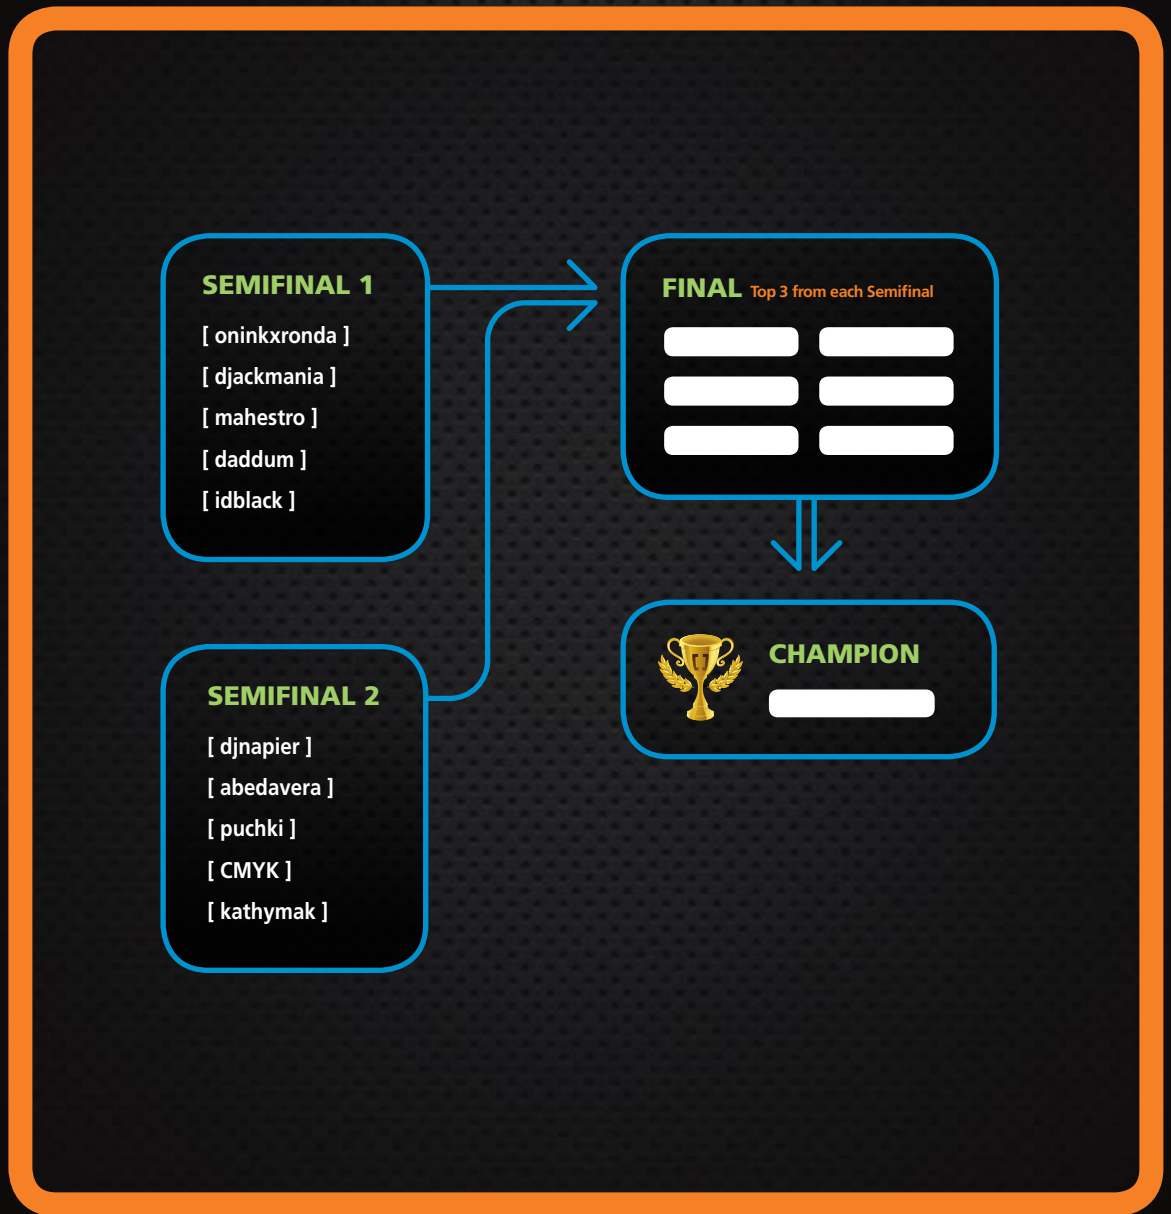 SEMIFINAL 1
[ oninkxronda ]
[ djackmania ]
[ mahestro ]
[ daddum ]
[ idblack ]
SEMIFINAL 2
[ djnapier ]
[ abedavera ]
[ puchki ]
[ CMYK ]
[ kathymak ]
FINAL Top 3 from each Semifinal
CHAMPION
[ ]